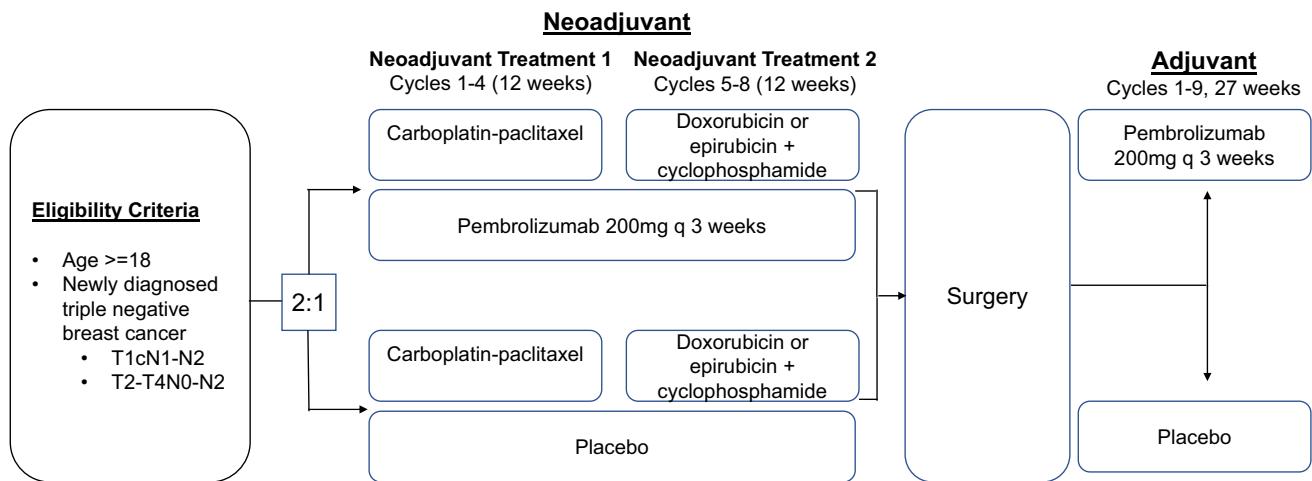 Neoadjuvant
Neoadjuvant Treatment 1
Cycles 1-4 (12 weeks)
Neoadjuvant Treatment 2
Cycles 5-8 (12 weeks)
Adjuvant
Cycles 1-9, 27 weeks
Eligibility Criteria
• Age >=18
• Newly diagnosed
triple negative
breast cancer
• T1cN1-N2
• T2-T4N0-N2
2:1
Carboplatin-paclitaxel
Doxorubicin or
epirubicin +
cyclophosphamide
Pembrolizumab 200mg q 3 weeks
Carboplatin-paclitaxel
Doxorubicin or
epirubicin +
cyclophosphamide
Placebo
Surgery
Pembrolizumab
200mg q 3 weeks
Placebo